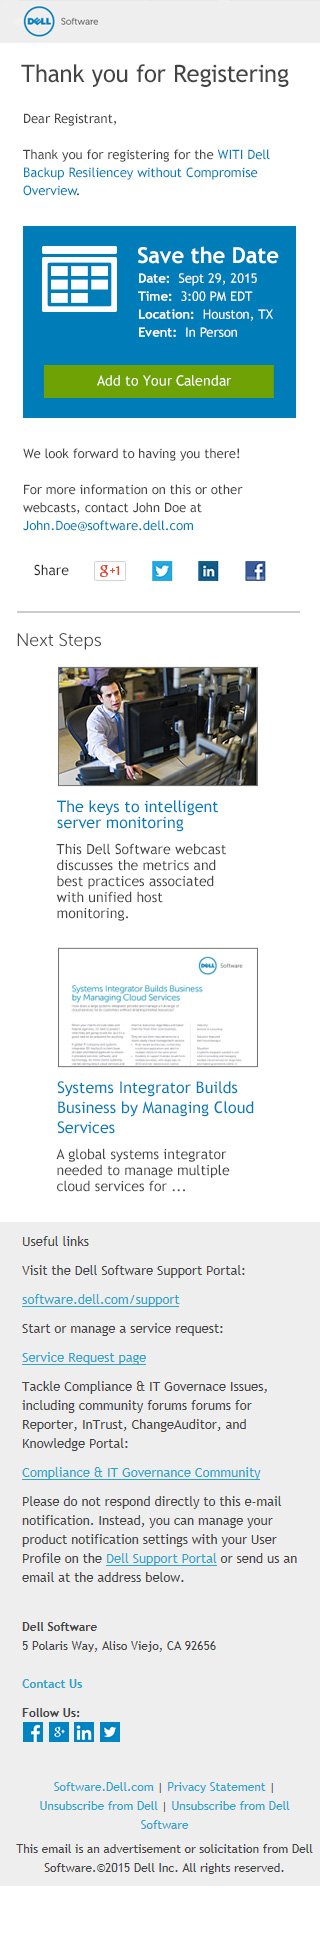 DELL Software
Thank you for Registering
Dear Registrant,
Thank you for registering for the WITI Dell
Backup Resiliencey without Compromise
Overview.
Save the Date
Date: Sept 29, 2015
Time: 3:00 PM EDT
Location: Houston, TX
Event: In Person
Add to Your Calendar
We look forward to having you there!
For more information on this or other
webcasts, contact John Doe at
John.Doe@software.dell.com
Share g+1 in f
Next Steps
The keys to intelligent
server monitoring
This Dell Software webcast
discusses the metrics and
best practices associated
with unified host
monitoring.
DELL Software
Systems Integrator Builds Business
by Managing Cloud Services
Systems Integrator Builds
Business by Managing Cloud
Services
A global systems integrator
needed to manage multiple
cloud services for ...
Useful links
Visit the Dell Software Support Portal:
software.dell.com/support
Start or manage a service request:
Service Request page
Tackle Compliance & IT Governace Issues,
including community forums forums for
Reporter, InTrust, ChangeAuditor, and
Knowledge Portal:
Compliance & IT Governance Community
Please do not respond directly to this e-mail
notification. Instead, you can manage your
product notification settings with your User
Profile on the Dell Support Portal or send us an
email at the address below.
Dell Software
5 Polaris Way, Aliso Viejo, CA 92656
Contact Us
Follow Us:
f g+ in
Software.Dell.com | Privacy Statement |
Unsubscribe from Dell | Unsubscribe from Dell
Software
This email is an advertisement or solicitation from Dell
Software.©2015 Dell Inc. All rights reserved.